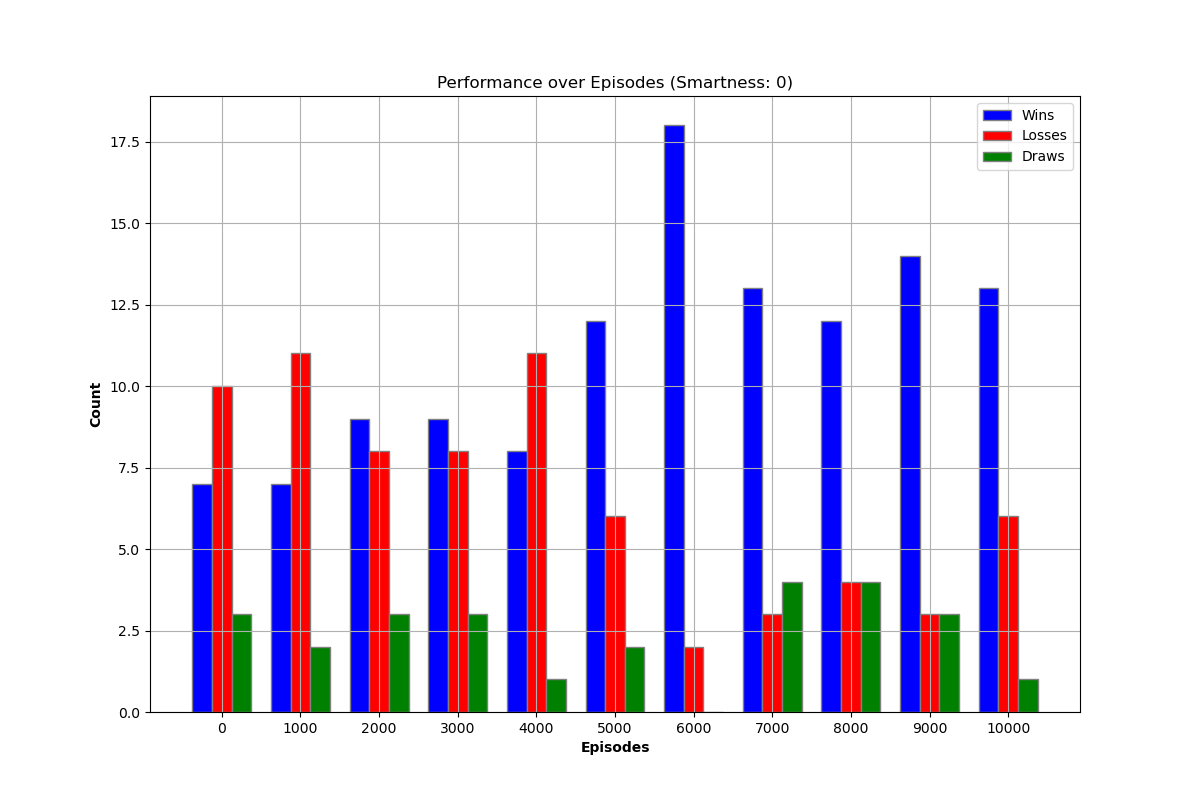 Performance over Episodes (Smartness: 0)
Wins
Losses
Draws
17.5
15.0
12.5
10.0
7.5
5.0
2.5
0.0
Count
0 1000 2000 3000 4000 5000 6000 7000 8000 9000 10000
Episodes